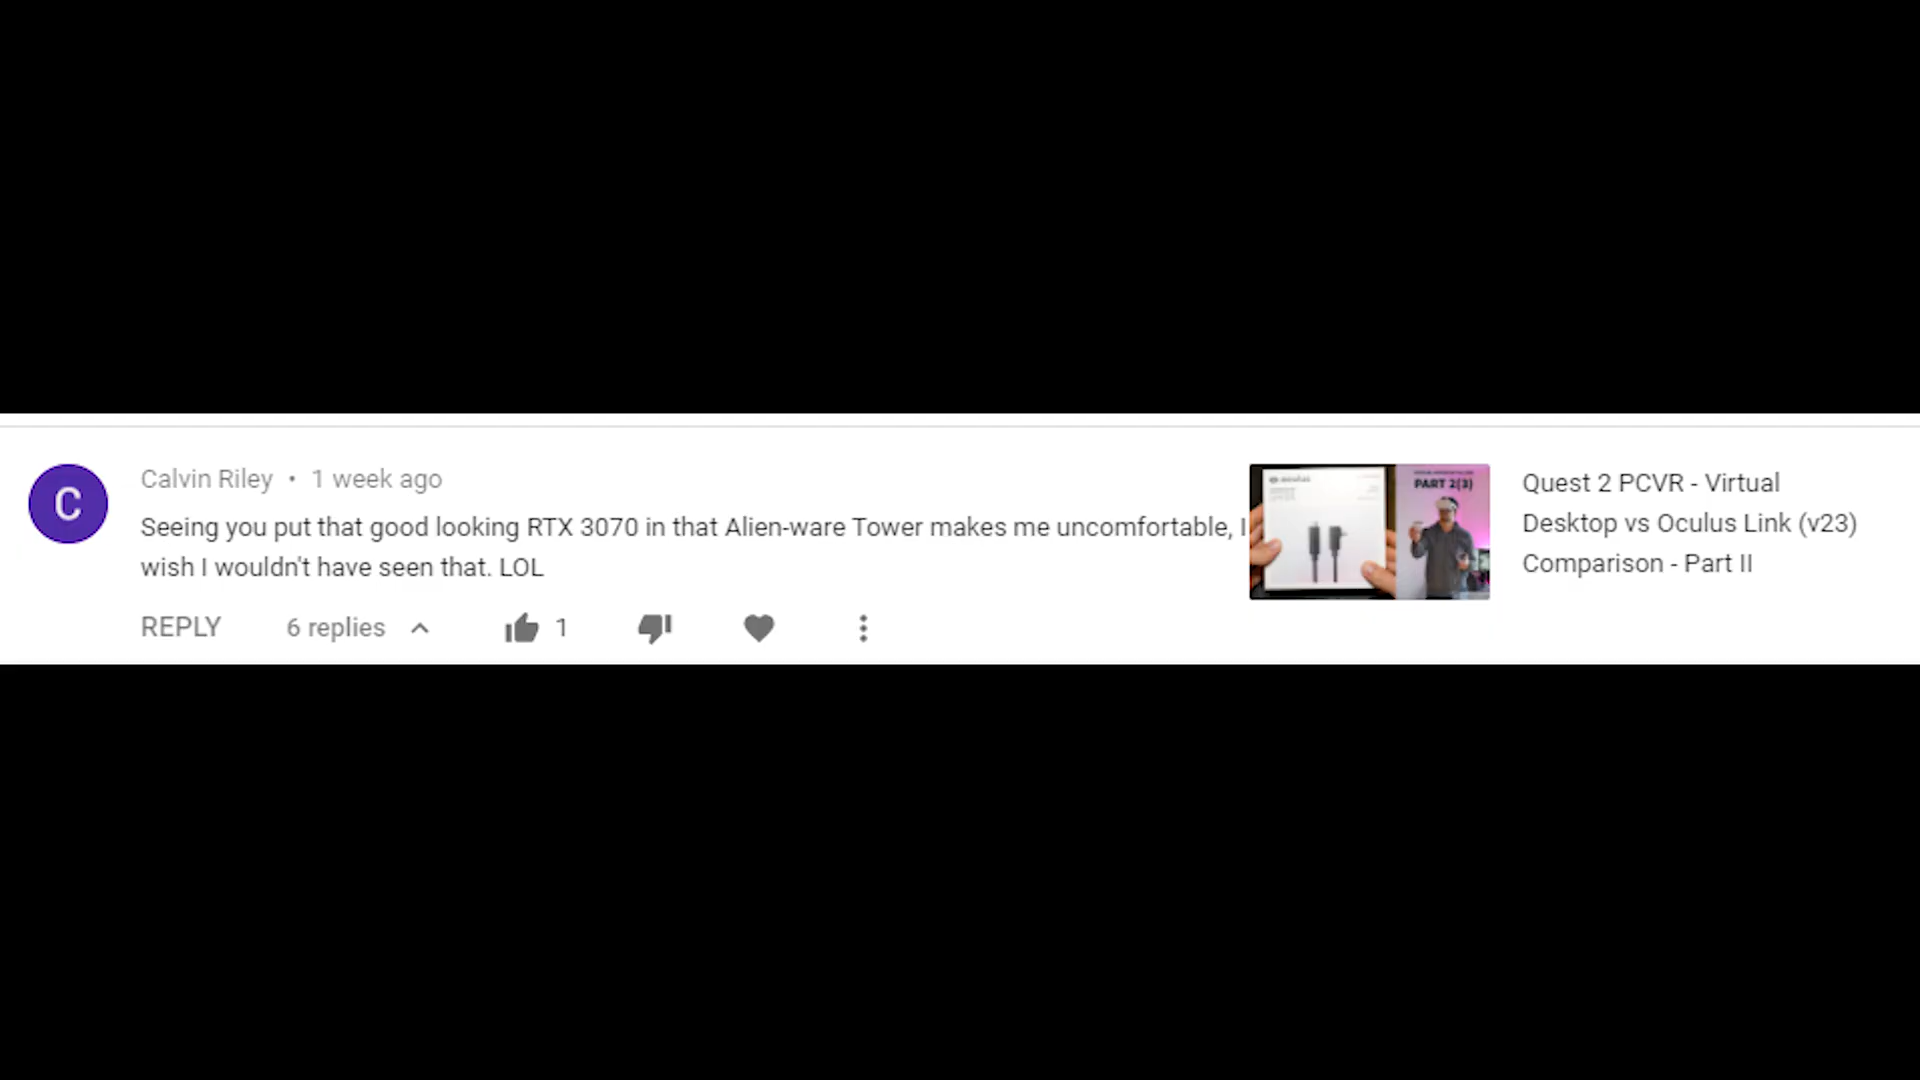 C
Calvin Riley • 1 week ago
Seeing you put that good looking RTX 3070 in that Alien-ware Tower makes me uncomfortable, I
wish I wouldn't have seen that. LOL
REPLY 6 replies 1
oculus
PART 2(3)
Quest 2 PCVR - Virtual
Desktop vs Oculus Link (v23)
Comparison - Part II